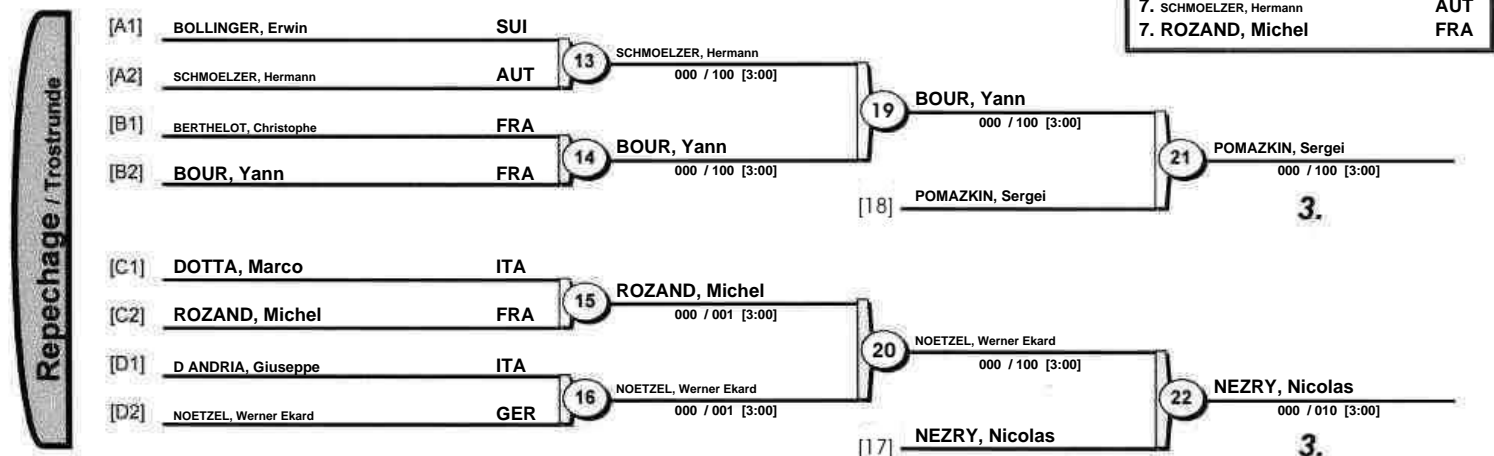 7. SCHMOELZER, Hermann AUT
7. ROZAND, Michel FRA
Repechage / Trostrunde
[A1] BOLLINGER, Erwin SUI
13 SCHMOELZER, Hermann
000 / 100 [3:00]
[A2] SCHMOELZER, Hermann AUT
19 BOUR, Yann
000 / 100 [3:00]
[B1] BERTHELOT, Christophe FRA
14 BOUR, Yann
000 / 100 [3:00]
21 POMAZKIN, Sergei
000 / 100 [3:00]
[B2] BOUR, Yann FRA
[18] POMAZKIN, Sergei
3.
[C1] DOTTA, Marco ITA
15 ROZAND, Michel
000 / 001 [3:00]
[C2] ROZAND, Michel FRA
20 NOETZEL, Werner Ekard
000 / 100 [3:00]
[D1] D ANDRIA, Giuseppe ITA
16 NOETZEL, Werner Ekard
000 / 001 [3:00]
22 NEZRY, Nicolas
000 / 010 [3:00]
[D2] NOETZEL, Werner Ekard GER
[17] NEZRY, Nicolas
3.